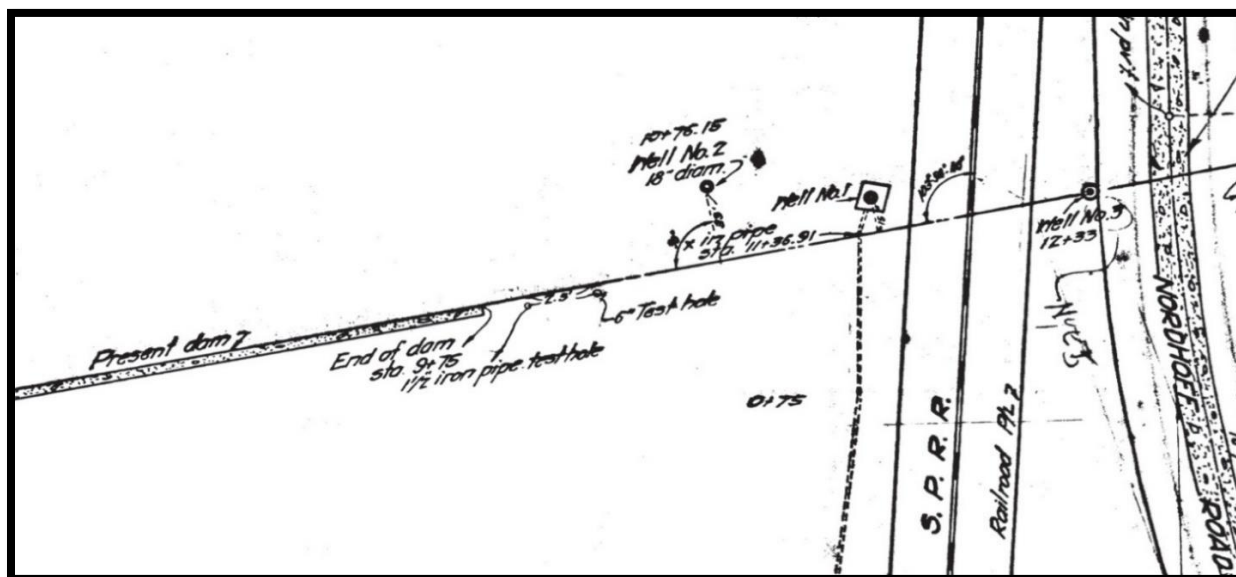 10+76.15
Well No. 2
18" diam.
Well No. 1
1½ pipe
sta. 11+36.91
Well No. 3
12+33
Present dam
End of dam
sta. 9+75
1½ iron pipe test hole
2.5'
6" Test hole
0+75
S. P. R. R.
Railroad P/L
NORDHOFF
ROAD